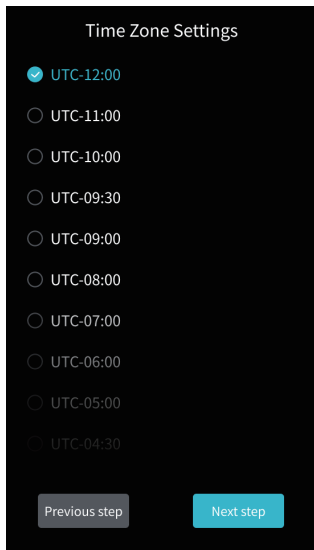 Time Zone Settings
UTC-12:00
UTC-11:00
UTC-10:00
UTC-09:30
UTC-09:00
UTC-08:00
UTC-07:00
UTC-06:00
UTC-05:00
UTC-04:30
Previous step
Next step